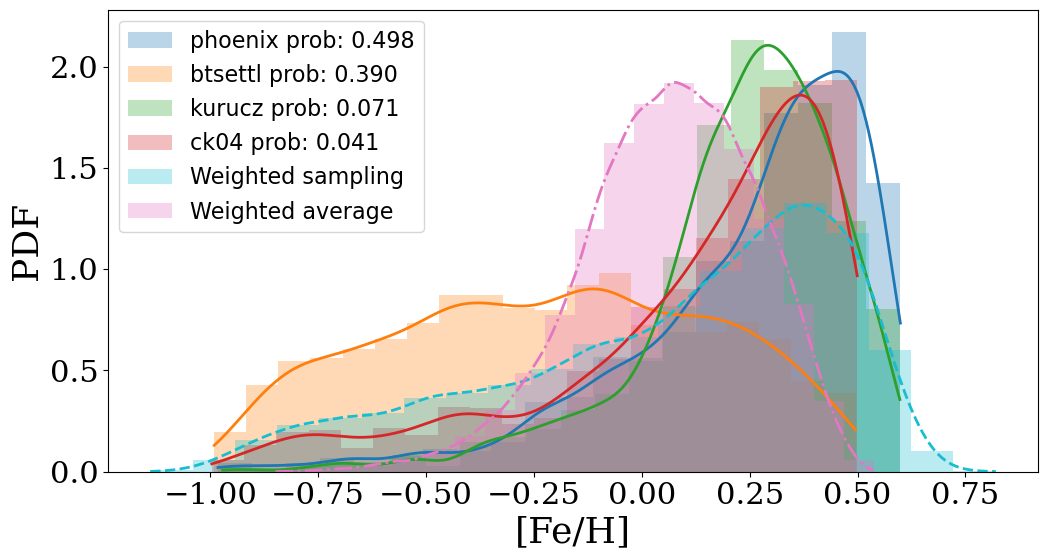 phoenix prob: 0.498
btsettl prob: 0.390
kurucz prob: 0.071
ck04 prob: 0.041
Weighted sampling
Weighted average
PDF
2.0
1.5
1.0
0.5
0.0
−1.00 −0.75 −0.50 −0.25 0.00 0.25 0.50 0.75
[Fe/H]